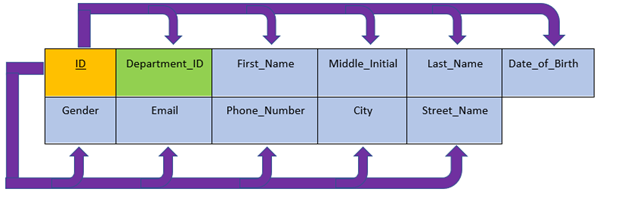 ID Department_ID First_Name Middle_Initial Last_Name Date_of_Birth
Gender Email Phone_Number City Street_Name